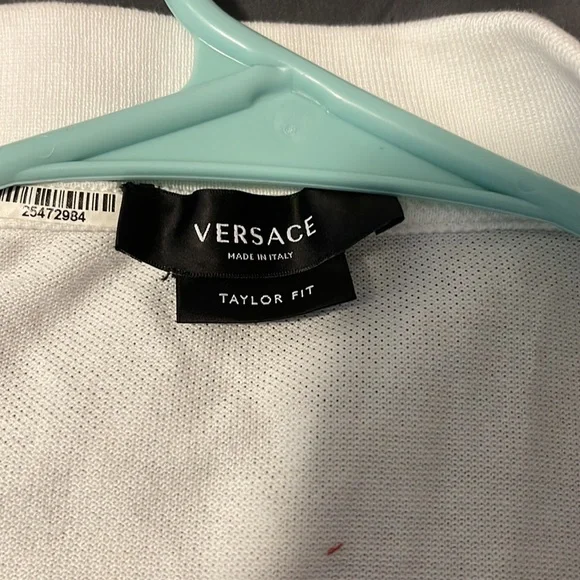 25472984
VERSACE
MADE IN ITALY
TAYLOR FIT